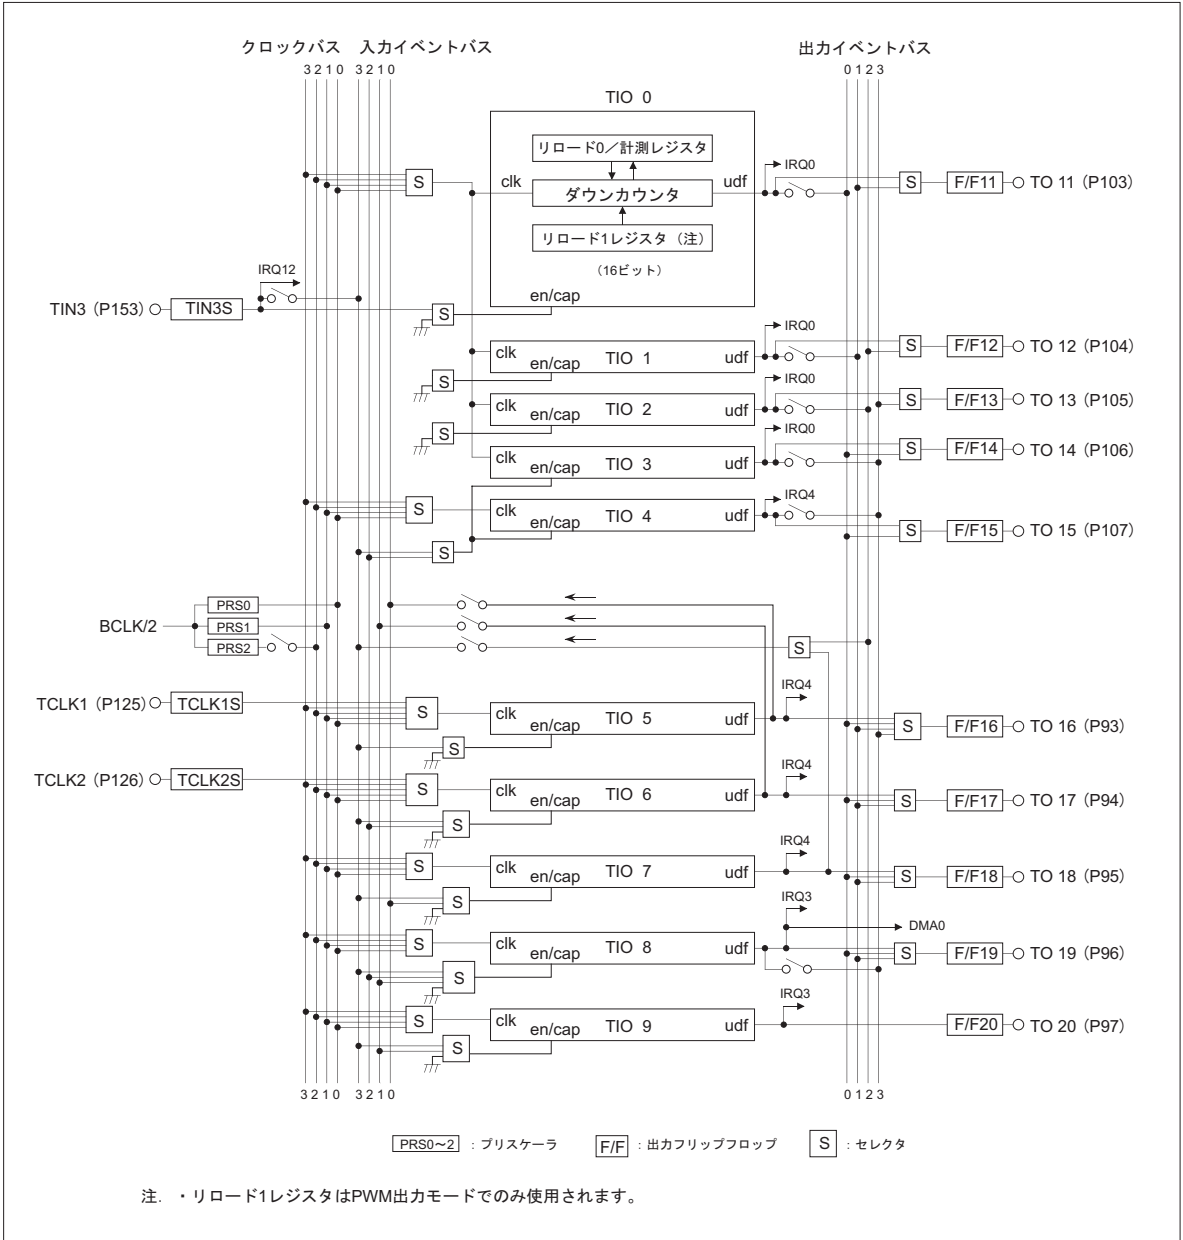 クロックバス 入力イベントバス 出力イベントバス
3 2 1 0 3 2 1 0 0 1 2 3
TIO 0
リロード0／計測レジスタ
IRQ0
S clk ダウンカウンタ udf S F/F11 TO 11 (P103)
リロード1レジスタ（注）
（16ビット）
IRQ12
en/cap
TIN3 (P153) TIN3S S
IRQ0
clk TIO 1 udf S F/F12 TO 12 (P104)
en/cap
S
IRQ0
clk TIO 2 udf S F/F13 TO 13 (P105)
en/cap
S
IRQ0
clk TIO 3 udf S F/F14 TO 14 (P106)
en/cap
IRQ4
S clk TIO 4 udf S F/F15 TO 15 (P107)
en/cap
S
PRS0
BCLK/2 PRS1
PRS2 S
IRQ4
TCLK1 (P125) TCLK1S S clk TIO 5 udf S F/F16 TO 16 (P93)
en/cap
S
IRQ4
TCLK2 (P126) TCLK2S S clk TIO 6 udf S F/F17 TO 17 (P94)
en/cap
S
IRQ4
S clk TIO 7 udf S F/F18 TO 18 (P95)
en/cap
S
IRQ3
DMA0
S clk TIO 8 udf S F/F19 TO 19 (P96)
en/cap
S
IRQ3
S clk TIO 9 udf F/F20 TO 20 (P97)
en/cap
S
3 2 1 0 3 2 1 0 0 1 2 3
PRS0～2 ：プリスケーラ F/F ：出力フリップフロップ S ：セレクタ
注. ・リロード1レジスタはPWM出力モードでのみ使用されます。